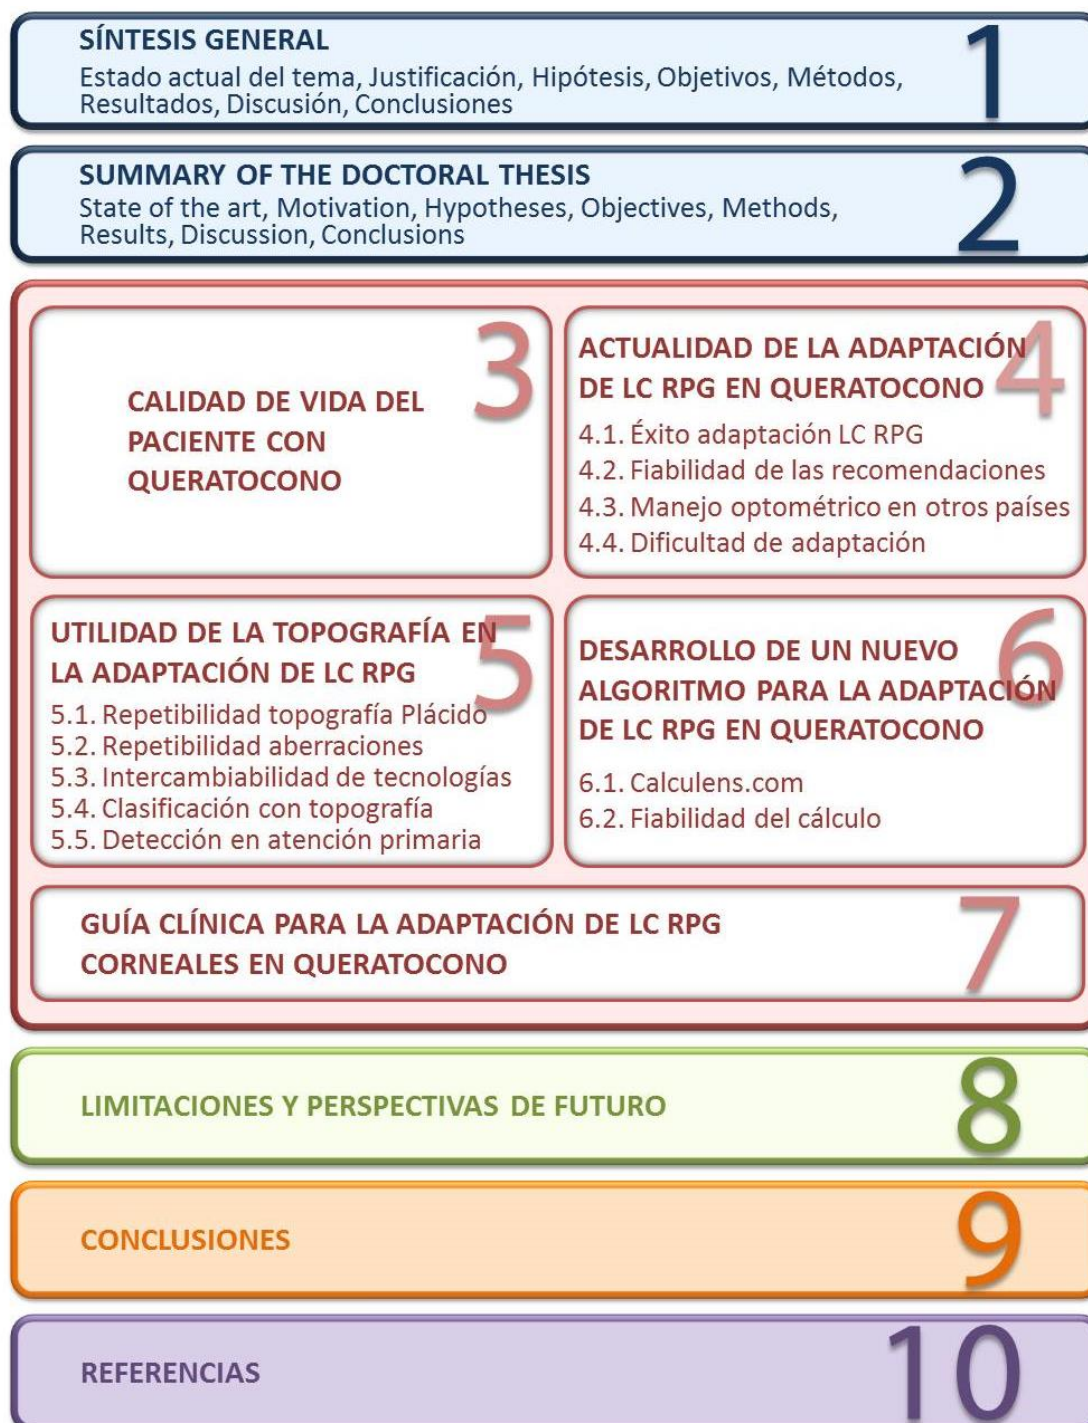 SÍNTESIS GENERAL
Estado actual del tema, Justificación, Hipótesis, Objetivos, Métodos,
Resultados, Discusión, Conclusiones
1
SUMMARY OF THE DOCTORAL THESIS
State of the art, Motivation, Hypotheses, Objectives, Methods,
Results, Discussion, Conclusions
2
CALIDAD DE VIDA DEL
PACIENTE CON
QUERATOCONO
3
ACTUALIDAD DE LA ADAPTACIÓN
DE LC RPG EN QUERATOCONO
4
4.1. Éxito adaptación LC RPG
4.2. Fiabilidad de las recomendaciones
4.3. Manejo optométrico en otros países
4.4. Dificultad de adaptación
UTILIDAD DE LA TOPOGRAFÍA EN
LA ADAPTACIÓN DE LC RPG
5
5.1. Repetibilidad topografía Plácido
5.2. Repetibilidad aberraciones
5.3. Intercambiabilidad de tecnologías
5.4. Clasificación con topografía
5.5. Detección en atención primaria
DESARROLLO DE UN NUEVO
ALGORITMO PARA LA ADAPTACIÓN
DE LC RPG EN QUERATOCONO
6
6.1. Calculens.com
6.2. Fiabilidad del cálculo
GUÍA CLÍNICA PARA LA ADAPTACIÓN DE LC RPG
CORNEALES EN QUERATOCONO
7
LIMITACIONES Y PERSPECTIVAS DE FUTURO
8
CONCLUSIONES
9
REFERENCIAS
10